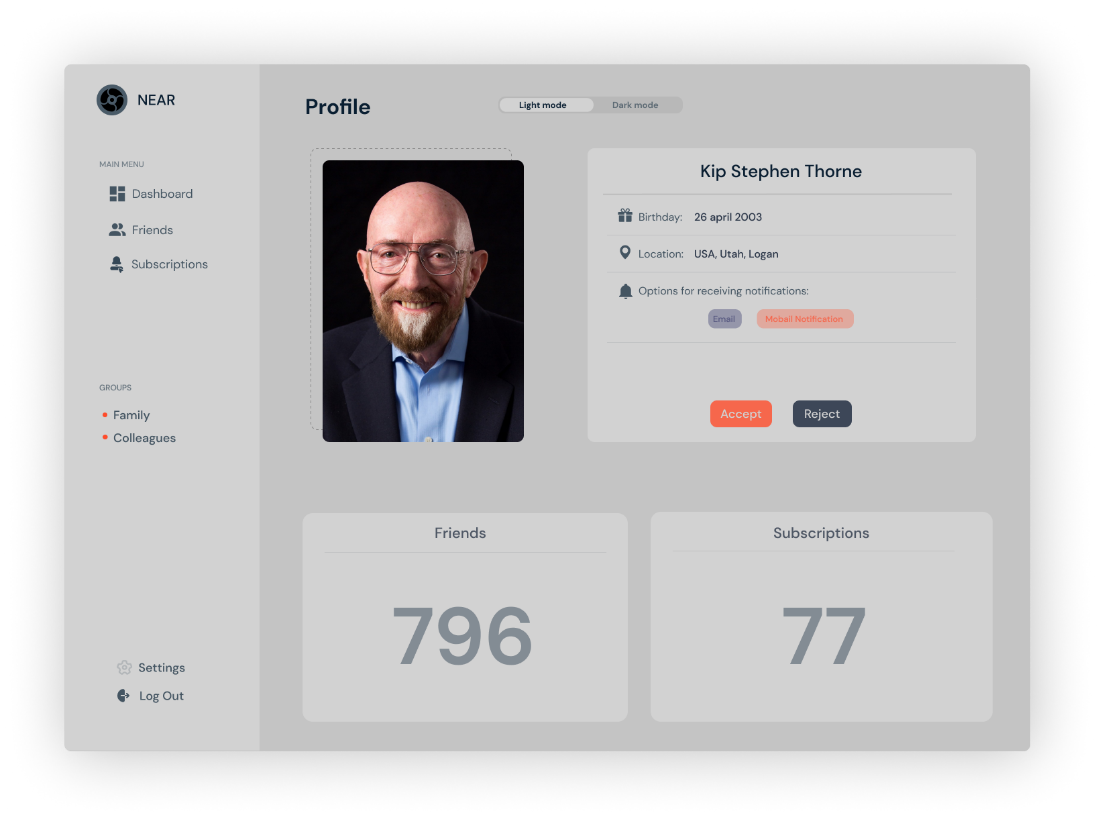 NEAR
MAIN MENU
Dashboard
Friends
Subscriptions
GROUPS
Family
Colleagues
Settings
Log Out
Profile
Light mode Dark mode
Kip Stephen Thorne
Birthday: 26 april 2003
Location: USA, Utah, Logan
Options for receiving notifications:
Email Mobail Notification
Accept Reject
Friends
796
Subscriptions
77